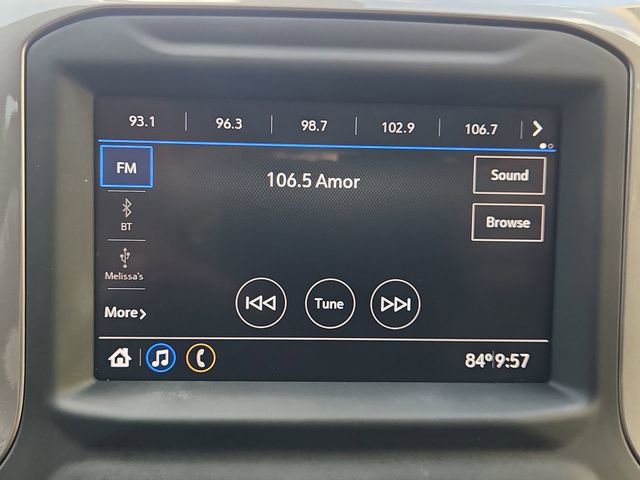 93.1 96.3 98.7 102.9 106.7
FM
106.5 Amor
Sound
BT
Browse
Melissa's
Tune
More
84° 9:57